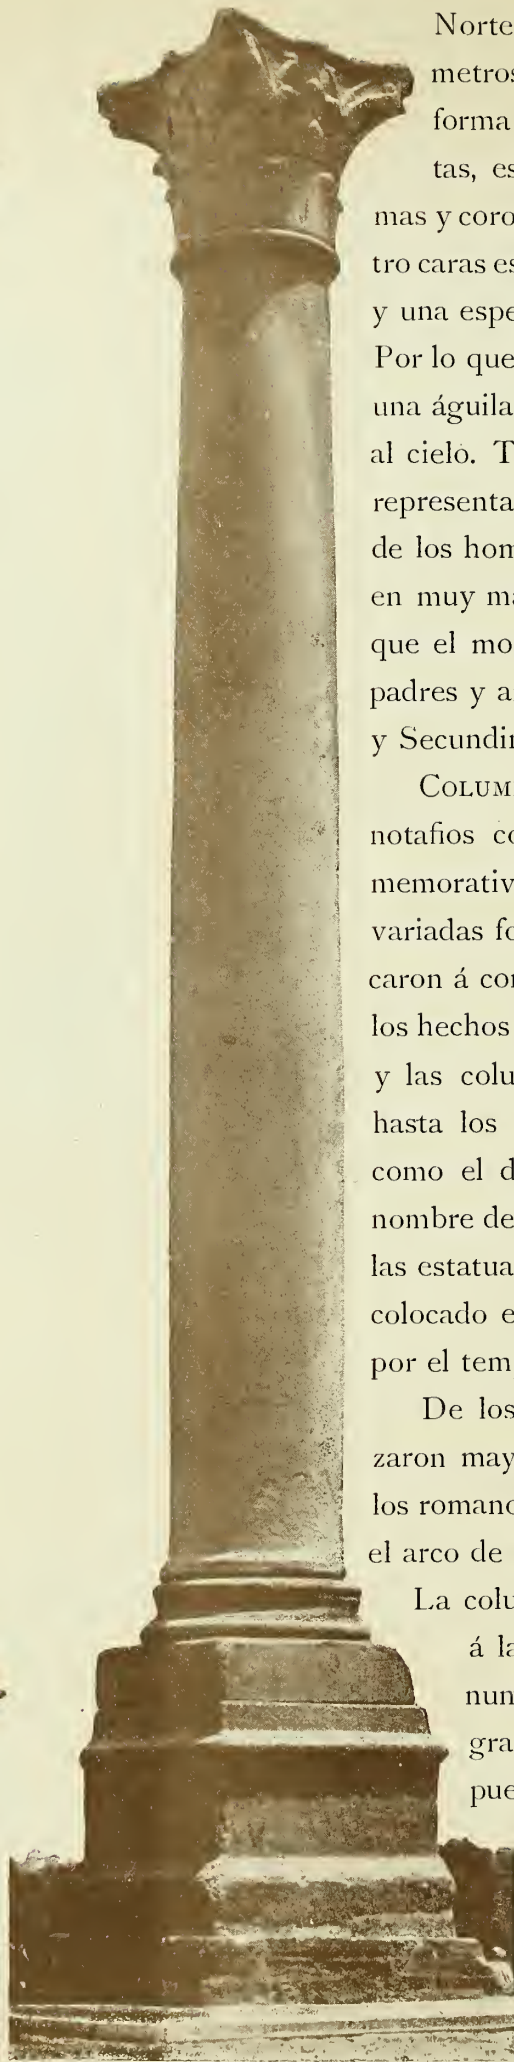 Norte
metros
forma
tas, es
mas y coro
tro caras es
y una espe
Por lo que
una águila
al cielo. T
representa
de los hom
en muy ma
que el mo
padres y a
y Secundin
COLUM
notafios co
memorativ
variadas fo
caron á con
los hechos
y las colu
hasta los
como el d
nombre de
las estatua
colocado e
por el tem
De los
zaron may
los romano
el arco de
La colu
á la
nun
gra
pue